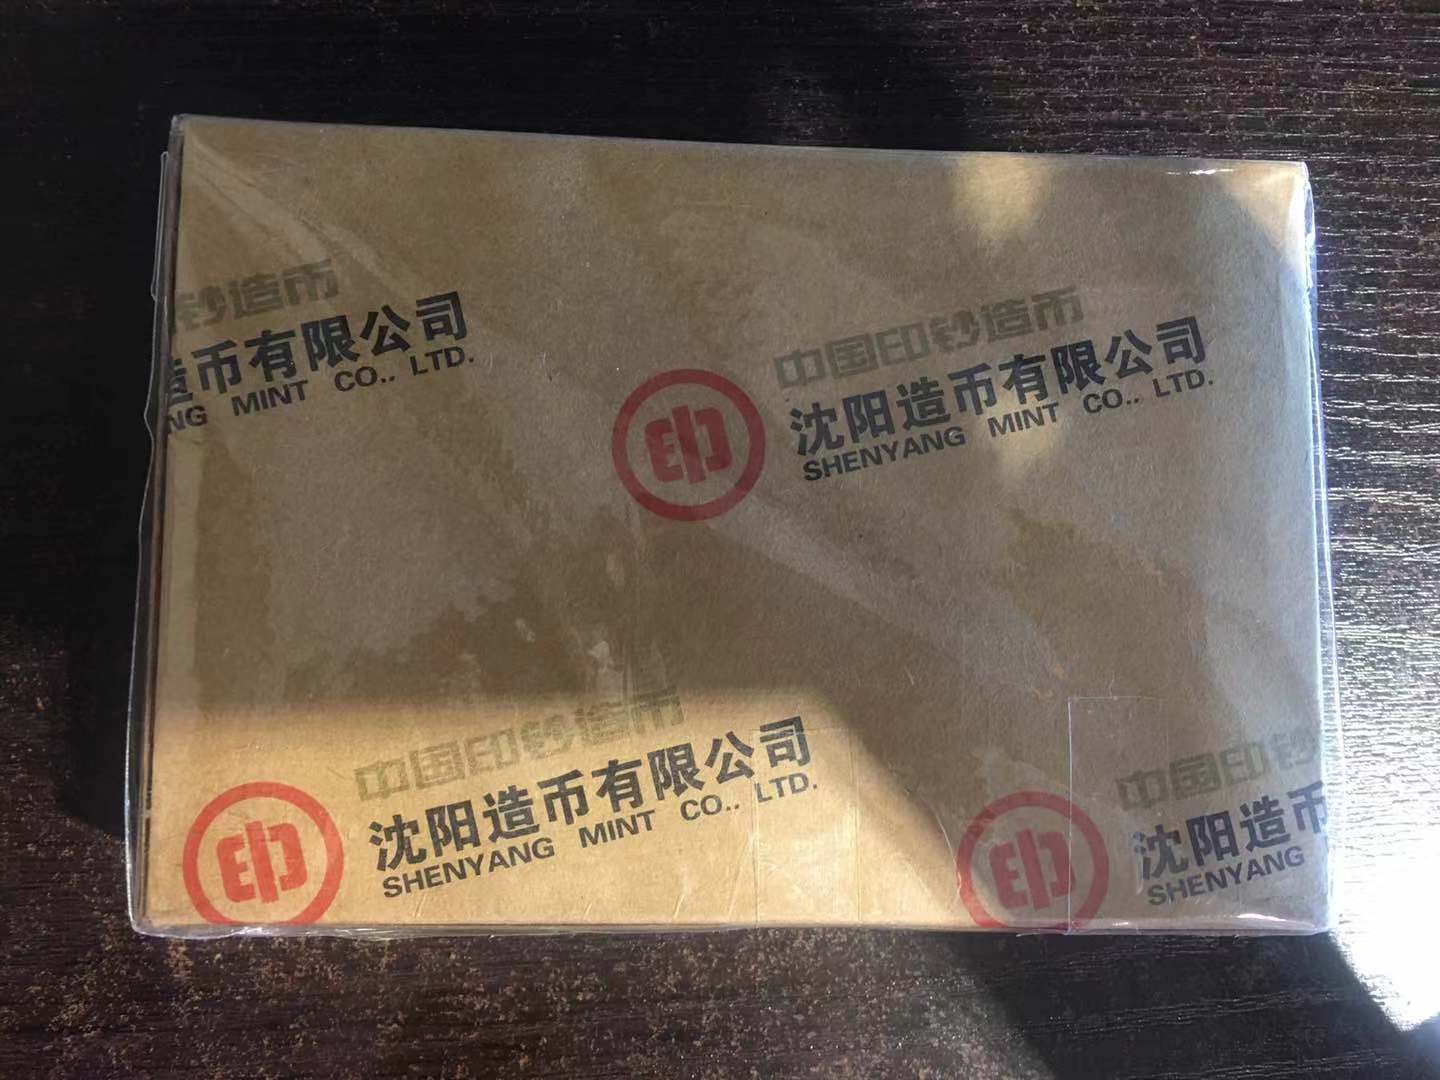 钞造币
造币有限公司
NG MINT CO., LTD.
中国印钞造币
印
沈阳造币有限公司
SHENYANG MINT CO., LTD.
中国印钞造币
印
沈阳造币有限公司
SHENYANG MINT CO., LTD.
中国印钞
印
沈阳造币
SHENYANG